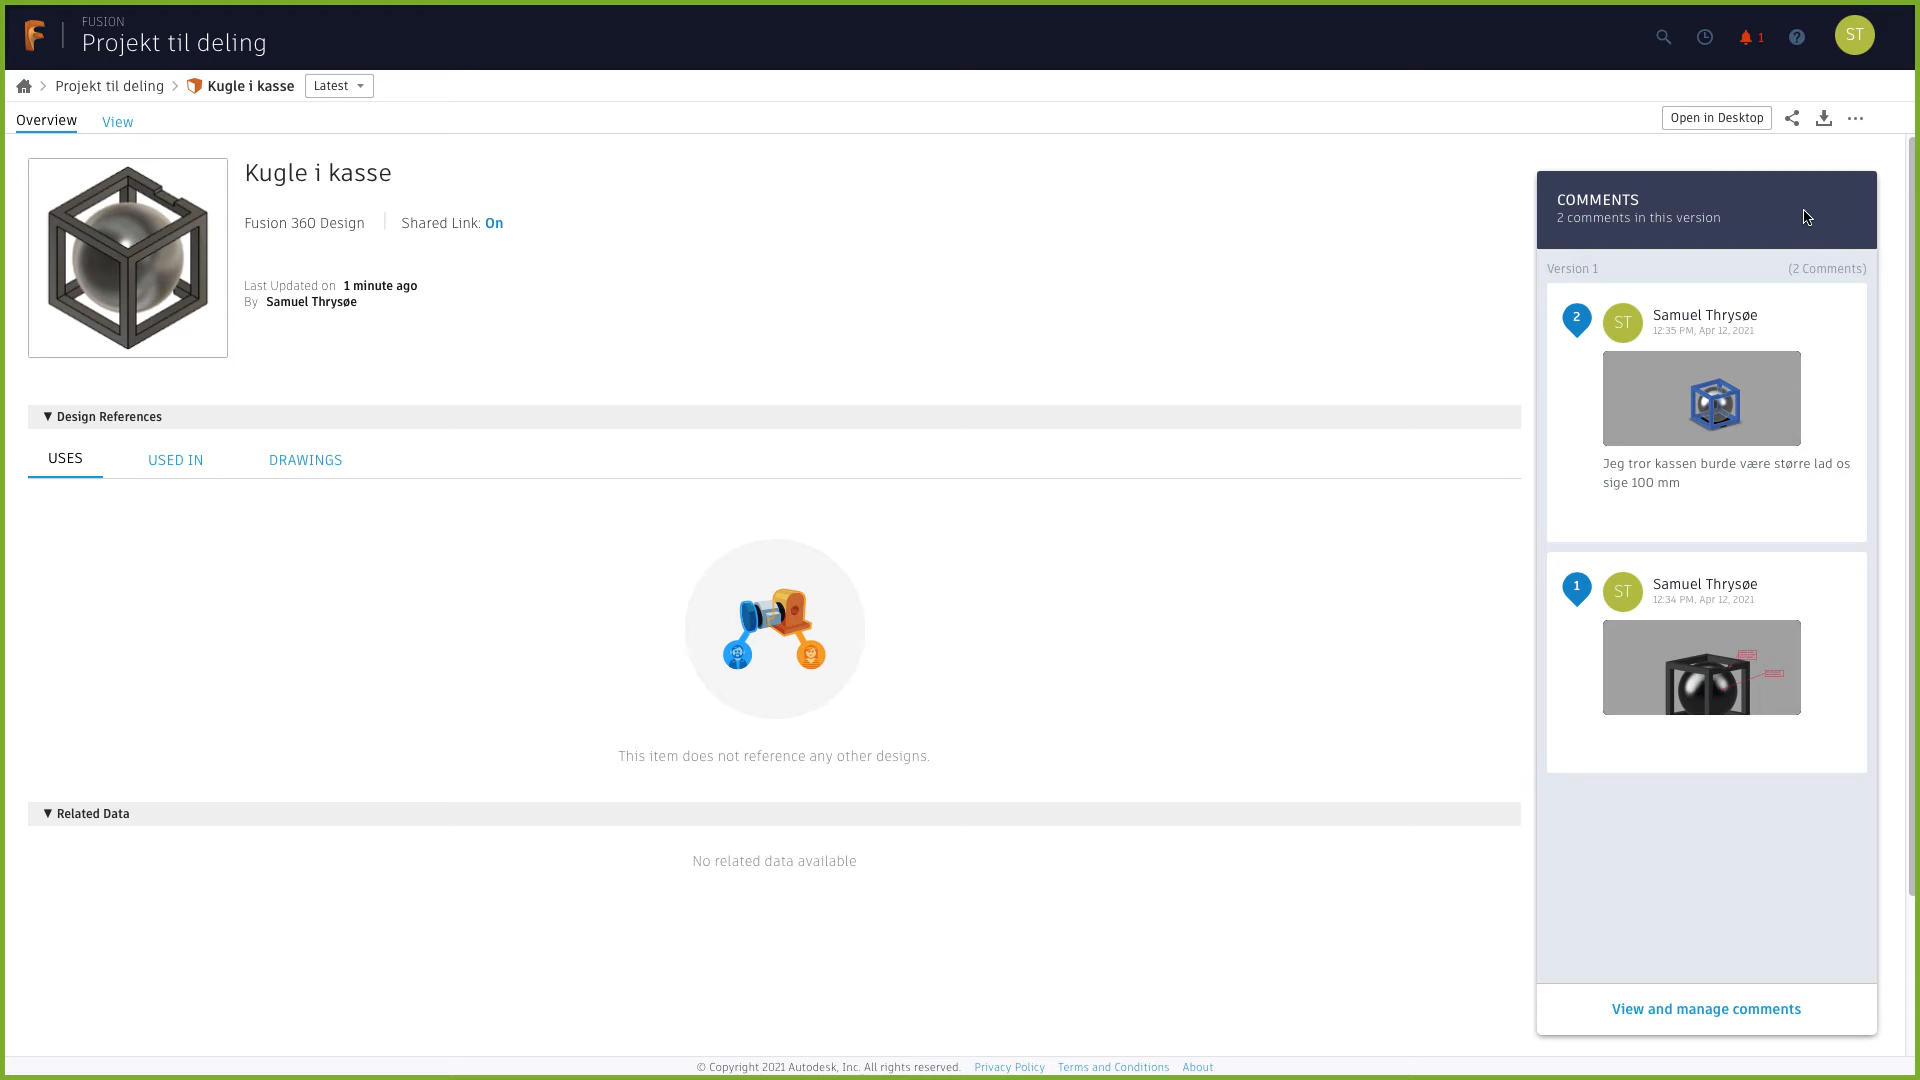 FUSION
Projekt til deling
1
ST
Projekt til deling
Kugle i kasse
Latest
Overview
View
Open in Desktop
Kugle i kasse
Fusion 360 Design
Shared Link: On
Last Updated on 1 minute ago
By Samuel Thrysøe
Design References
USES
USED IN
DRAWINGS
This item does not reference any other designs.
Related Data
No related data available
COMMENTS
2 comments in this version
Version 1
(2 Comments)
2
ST
Samuel Thrysøe
12:35 PM, Apr 12, 2021
Jeg tror kassen burde være større lad os
sige 100 mm
1
ST
Samuel Thrysøe
12:34 PM, Apr 12, 2021
View and manage comments
© Copyright 2021 Autodesk, Inc. All rights reserved. Privacy Policy Terms and Conditions About